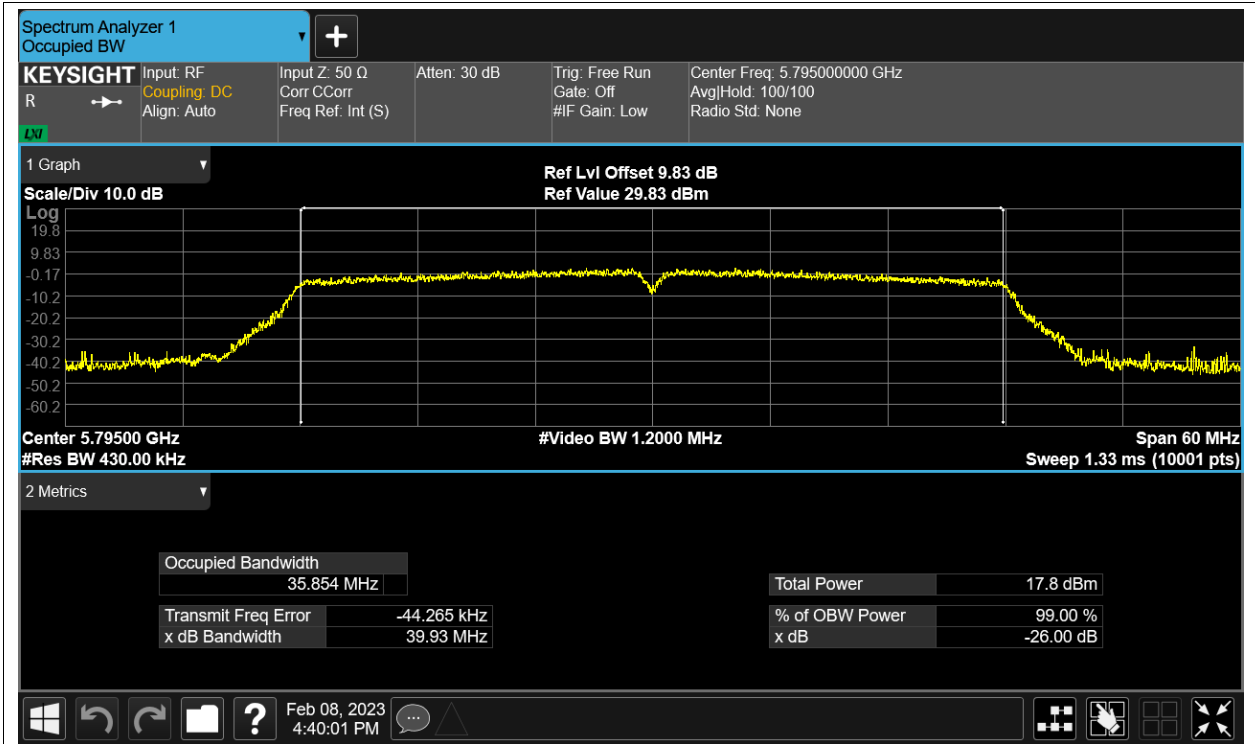 Spectrum Analyzer 1
Occupied BW
KEYSIGHT
R
LXI
Input: RF
Coupling: DC
Align: Auto
Input Z: 50 Ω
Corr CCorr
Freq Ref: Int (S)
Atten: 30 dB
Trig: Free Run
Gate: Off
#IF Gain: Low
Center Freq: 5.795000000 GHz
Avg|Hold: 100/100
Radio Std: None
1 Graph
Scale/Div 10.0 dB
Ref Lvl Offset 9.83 dB
Ref Value 29.83 dBm
Log
19.8
9.83
-0.17
-10.2
-20.2
-30.2
-40.2
-50.2
-60.2
Center 5.79500 GHz
#Video BW 1.2000 MHz
Span 60 MHz
#Res BW 430.00 kHz
Sweep 1.33 ms (10001 pts)
2 Metrics
Occupied Bandwidth
35.854 MHz
Total Power 17.8 dBm
Transmit Freq Error -44.265 kHz
% of OBW Power 99.00 %
x dB Bandwidth 39.93 MHz
x dB -26.00 dB
?
Feb 08, 2023
4:40:01 PM